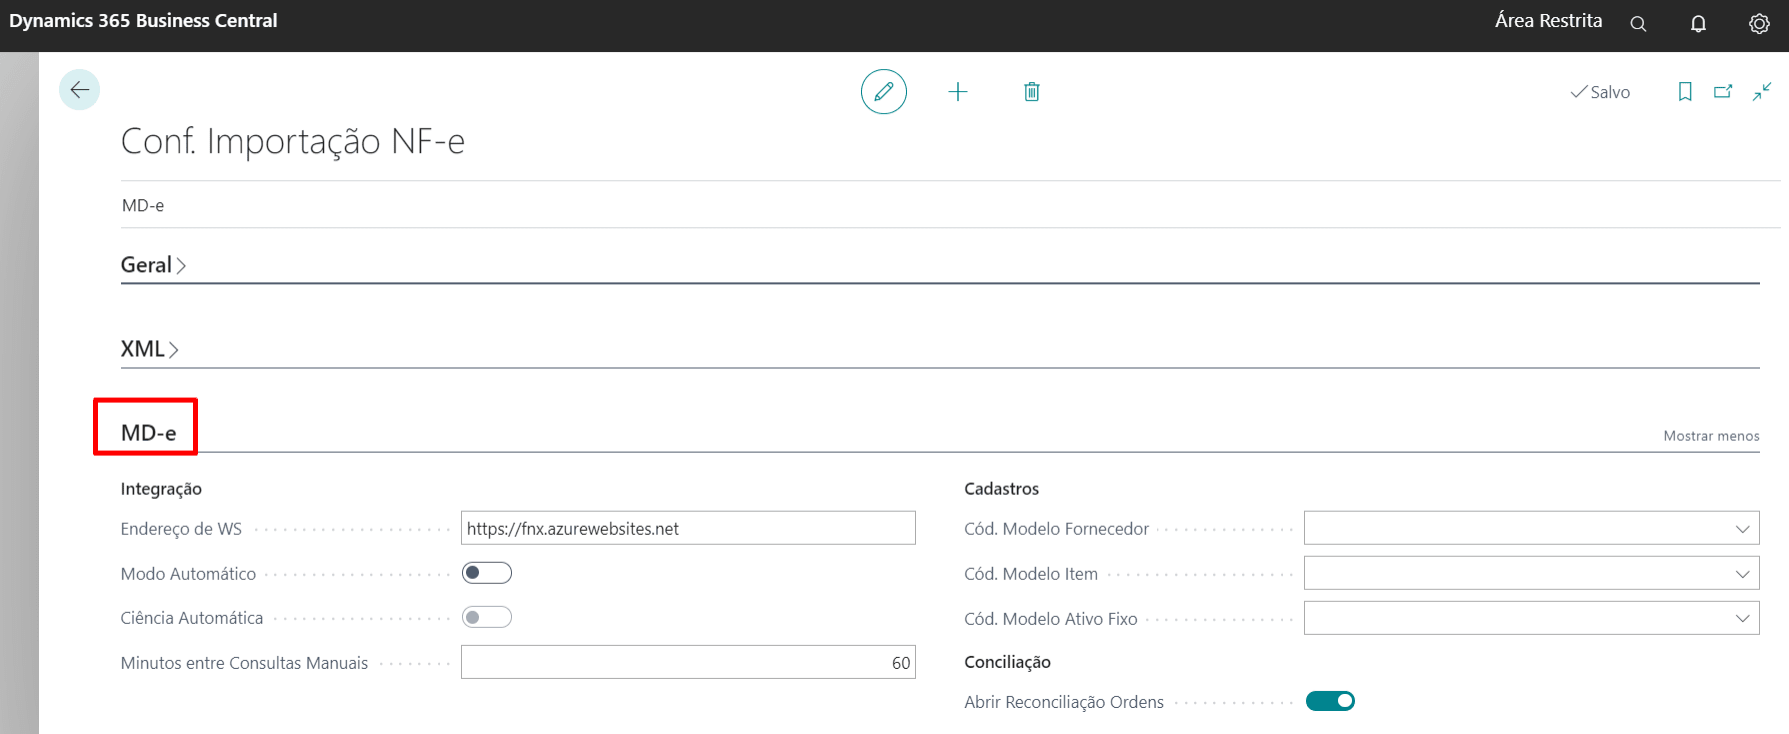 Dynamics 365 Business Central
Área Restrita
Salvo
Conf. Importação NF-e
MD-e
Geral
XML
MD-e
Mostrar menos
Integração
Endereço de WS
https://fnx.azurewebsites.net
Modo Automático
Ciência Automática
Minutos entre Consultas Manuais
60
Cadastros
Cód. Modelo Fornecedor
Cód. Modelo Item
Cód. Modelo Ativo Fixo
Conciliação
Abrir Reconciliação Ordens